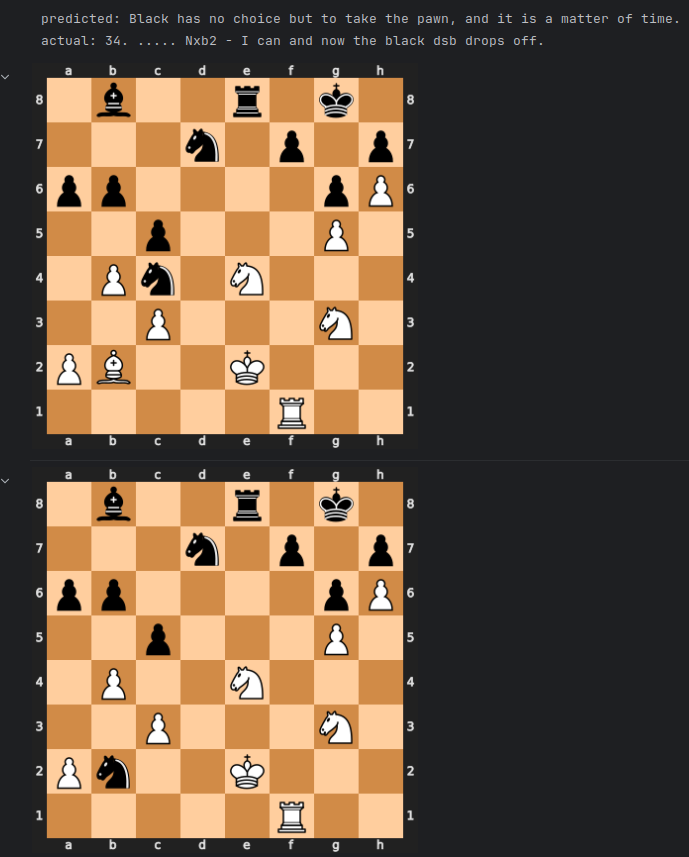 predicted: Black has no choice but to take the pawn, and it is a matter of time.
actual: 34. ..... Nxb2 - I can and now the black dsb drops off.
a b c d e f g h
8 8
7 7
6 6
5 5
4 4
3 3
2 2
1 1
a b c d e f g h
a b c d e f g h
8 8
7 7
6 6
5 5
4 4
3 3
2 2
1 1
a b c d e f g h